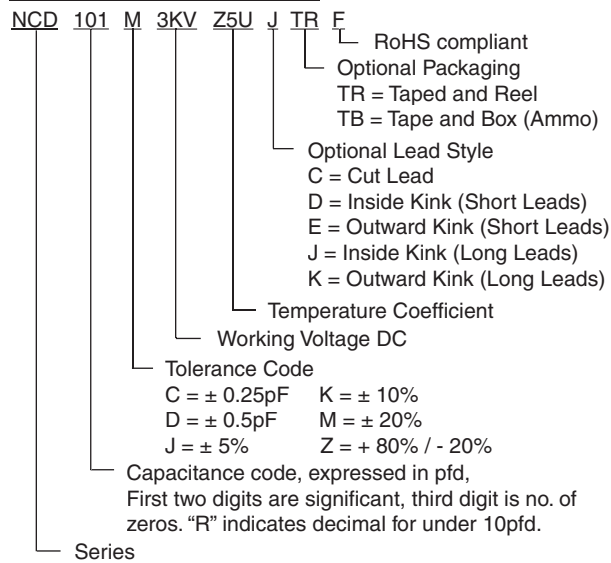 NCD 101 M 3KV Z5U J TR F
RoHS compliant
Optional Packaging
TR = Taped and Reel
TB = Tape and Box (Ammo)
Optional Lead Style
C = Cut Lead
D = Inside Kink (Short Leads)
E = Outward Kink (Short Leads)
J = Inside Kink (Long Leads)
K = Outward Kink (Long Leads)
Temperature Coefficient
Working Voltage DC
Tolerance Code
C = ± 0.25pF K = ± 10%
D = ± 0.5pF M = ± 20%
J = ± 5% Z = + 80% / - 20%
Capacitance code, expressed in pfd,
First two digits are significant, third digit is no. of
zeros. “R” indicates decimal for under 10pfd.
Series